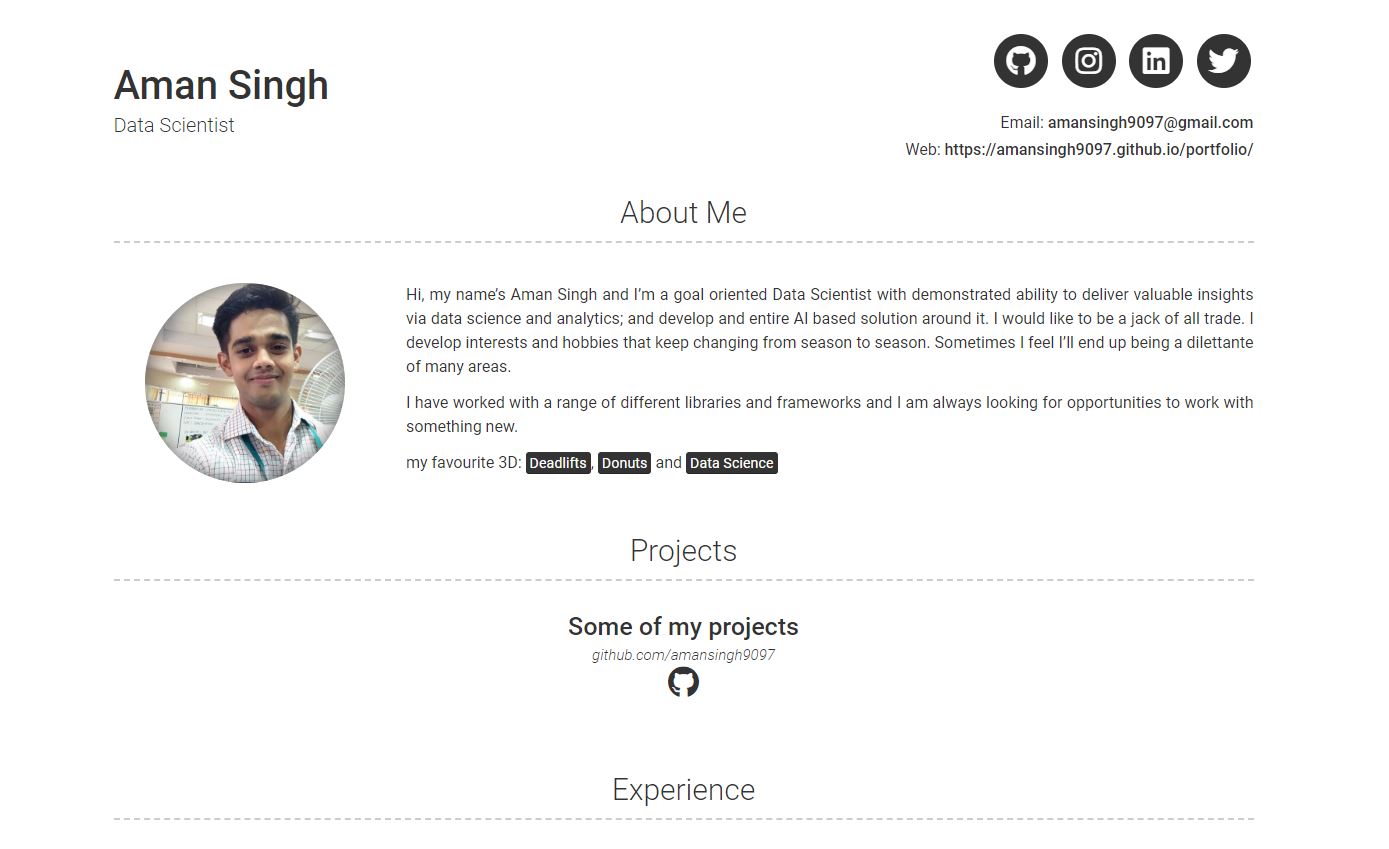 Aman Singh
Data Scientist
Email: amansingh9097@gmail.com
Web: https://amansingh9097.github.io/portfolio/
About Me
Hi, my name’s Aman Singh and I’m a goal oriented Data Scientist with demonstrated ability to deliver valuable insights
via data science and analytics; and develop and entire AI based solution around it. I would like to be a jack of all trade. I
develop interests and hobbies that keep changing from season to season. Sometimes I feel I’ll end up being a dilettante
of many areas.
I have worked with a range of different libraries and frameworks and I am always looking for opportunities to work with
something new.
my favourite 3D: Deadlifts, Donuts and Data Science
Projects
Some of my projects
github.com/amansingh9097
Experience